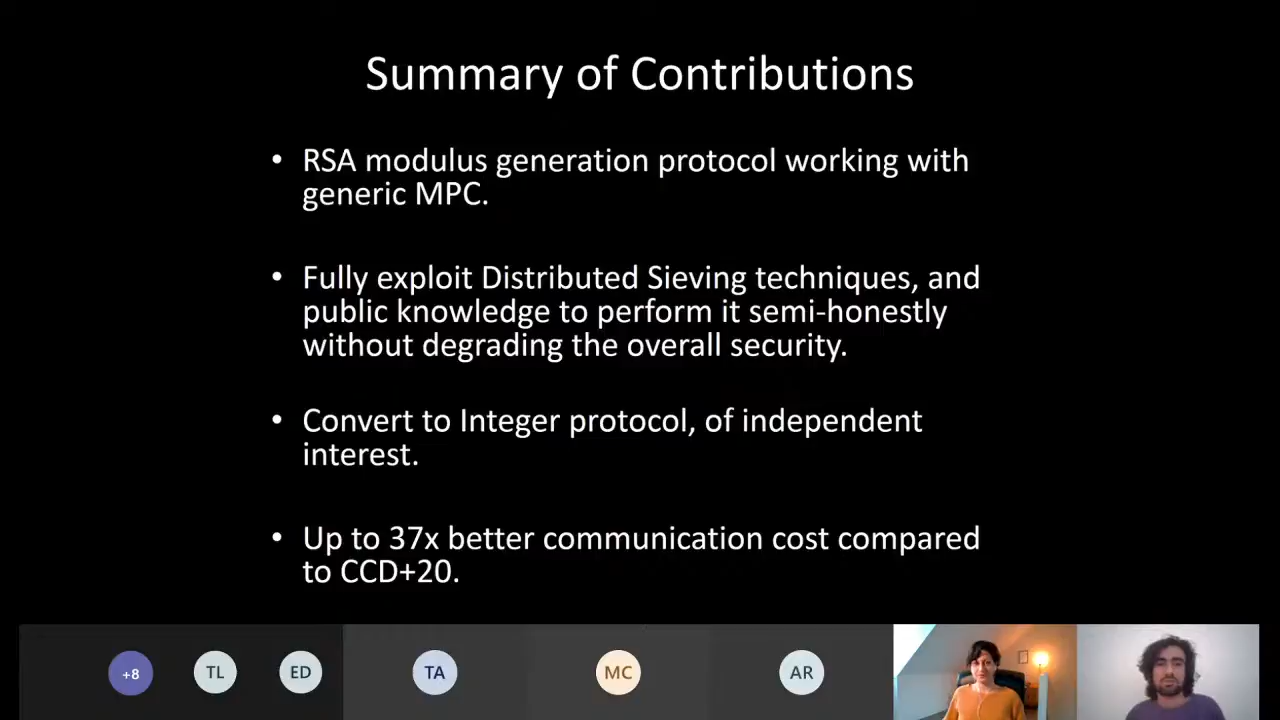 Summary of Contributions
• RSA modulus generation protocol working with
generic MPC.
• Fully exploit Distributed Sieving techniques, and
public knowledge to perform it semi-honestly
without degrading the overall security.
• Convert to Integer protocol, of independent
interest.
• Up to 37x better communication cost compared
to CCD+20.
+8 TL ED TA MC AR